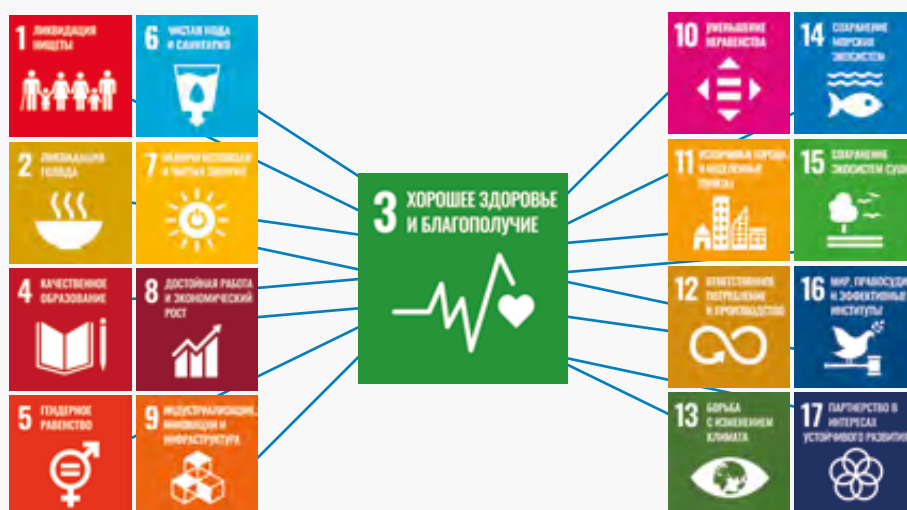 1 ЛИКВИДАЦИЯ
НИЩЕТЫ
6 ЧИСТАЯ ВОДА
И САНИТАРИЯ
2 ЛИКВИДАЦИЯ
ГОЛОДА
7 И ЧИСТАЯ ЭНЕРГИЯ
4 КАЧЕСТВЕННОЕ
ОБРАЗОВАНИЕ
8 ДОСТОЙНАЯ РАБОТА
И ЭКОНОМИЧЕСКИЙ
РОСТ
5 ГЕНДЕРНОЕ
РАВЕНСТВО
9 ИНДУСТРИАЛИЗАЦИЯ,
ИННОВАЦИИ И
ИНФРАСТРУКТУРА
3 ХОРОШЕЕ ЗДОРОВЬЕ
И БЛАГОПОЛУЧИЕ
10 УМЕНЬШЕНИЕ
НЕРАВЕНСТВА
14 СОХРАНЕНИЕ
МОРСКИХ
ЭКОСИСТЕМ
11 УСТОЙЧИВЫЕ ГОРОДА
И НАСЕЛЕННЫЕ
ПУНКТЫ
15 СОХРАНЕНИЕ
ЭКОСИСТЕМ СУШИ
12 ОТВЕТСТВЕННОЕ
ПОТРЕБЛЕНИЕ
И ПРОИЗВОДСТВО
16 МИР, ПРАВОСУДИ
И ЭФФЕКТИВНЫЕ
ИНСТИТУТЫ
13 БОРЬБА
С ИЗМЕНЕНИЕМ
КЛИМАТА
17 ПАРТНЕРСТВО В
ИНТЕРЕСАХ
УСТОЙЧИВОГО РАЗВИТИЯ